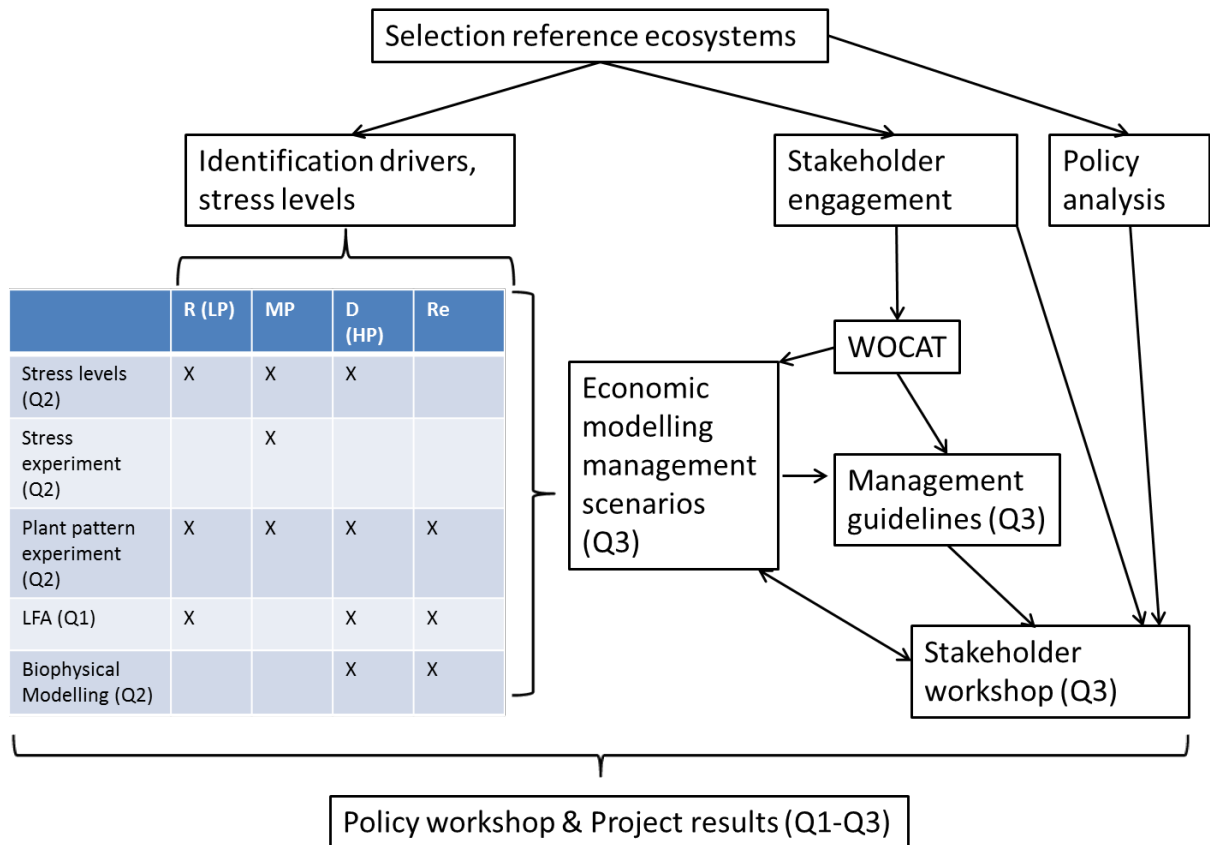 Selection reference ecosystems
Identification drivers,
stress levels
Stakeholder
engagement
Policy
analysis
R (LP) MP D
(HP) Re
Stress levels
(Q2) X X X
Stress
experiment
(Q2) X
Plant pattern
experiment
(Q2) X X X X
LFA (Q1) X X X
Biophysical
Modelling (Q2) X X
WOCAT
Economic
modelling
management
scenarios
(Q3)
Management
guidelines (Q3)
Stakeholder
workshop (Q3)
Policy workshop & Project results (Q1-Q3)